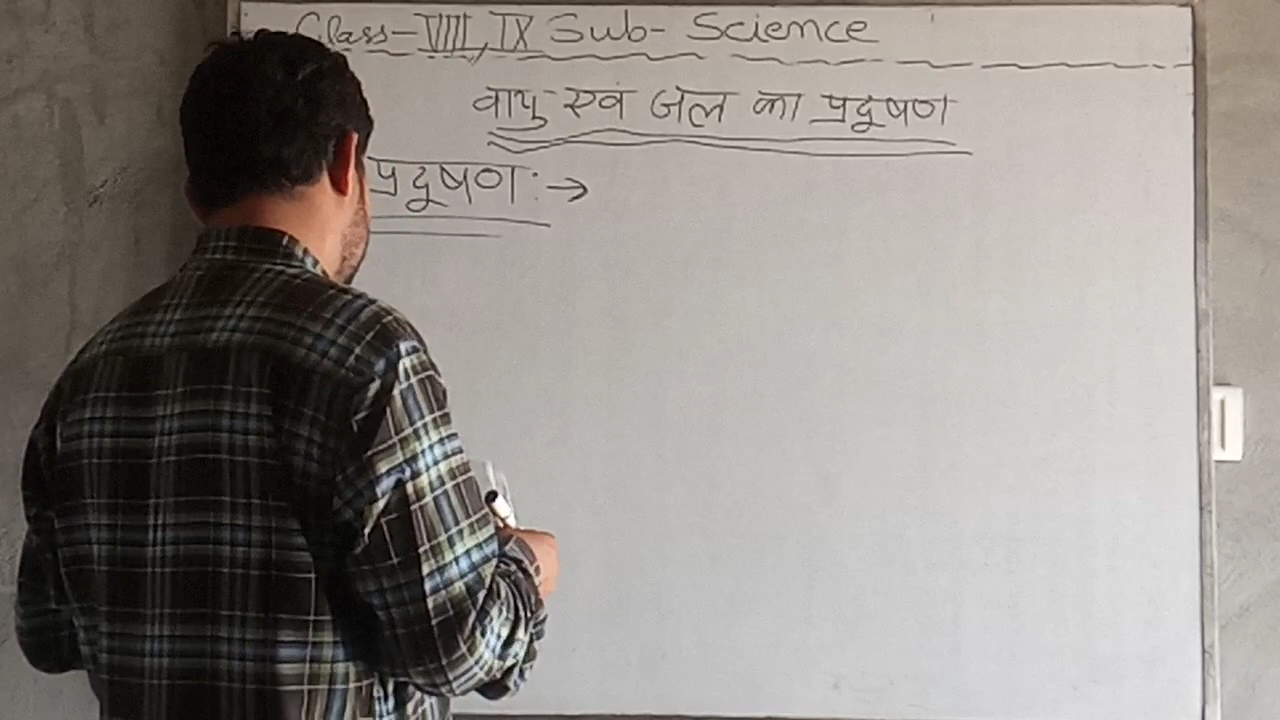 Class-VIII, IX Sub- Science
वायु एवं जल का प्रदूषण
प्रदूषण :→